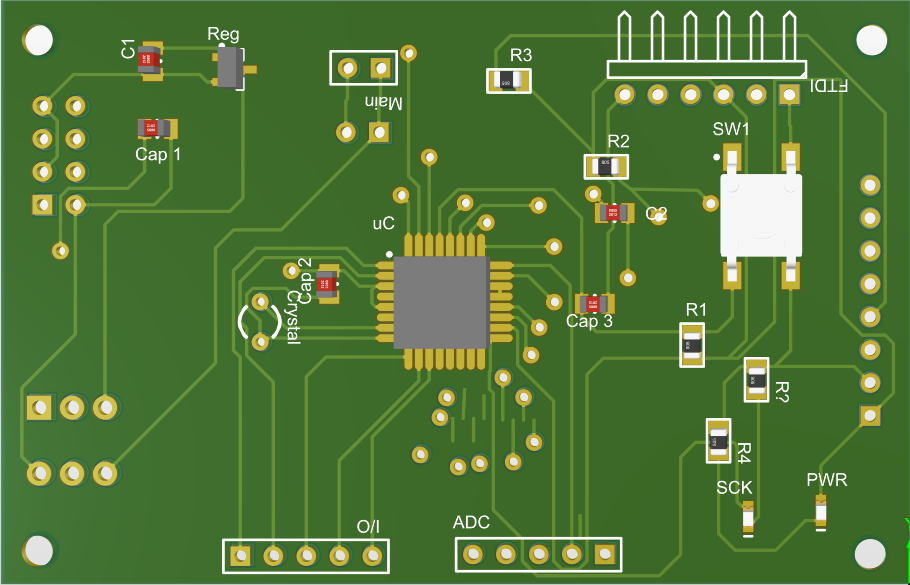 C1
Reg
Main
R3
FTDI
SW1
Cap 1
R2
C2
uC
Cap 2
Crystal
Cap 3
R1
R?
R4
SCK
PWR
O/I
ADC